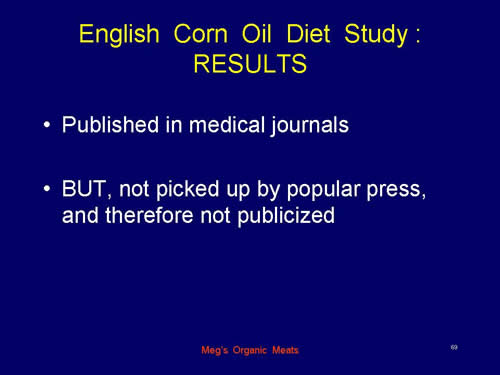 English Corn Oil Diet Study :
RESULTS
• Published in medical journals
• BUT, not picked up by popular press,
and therefore not publicized
Meg's Organic Meats
69